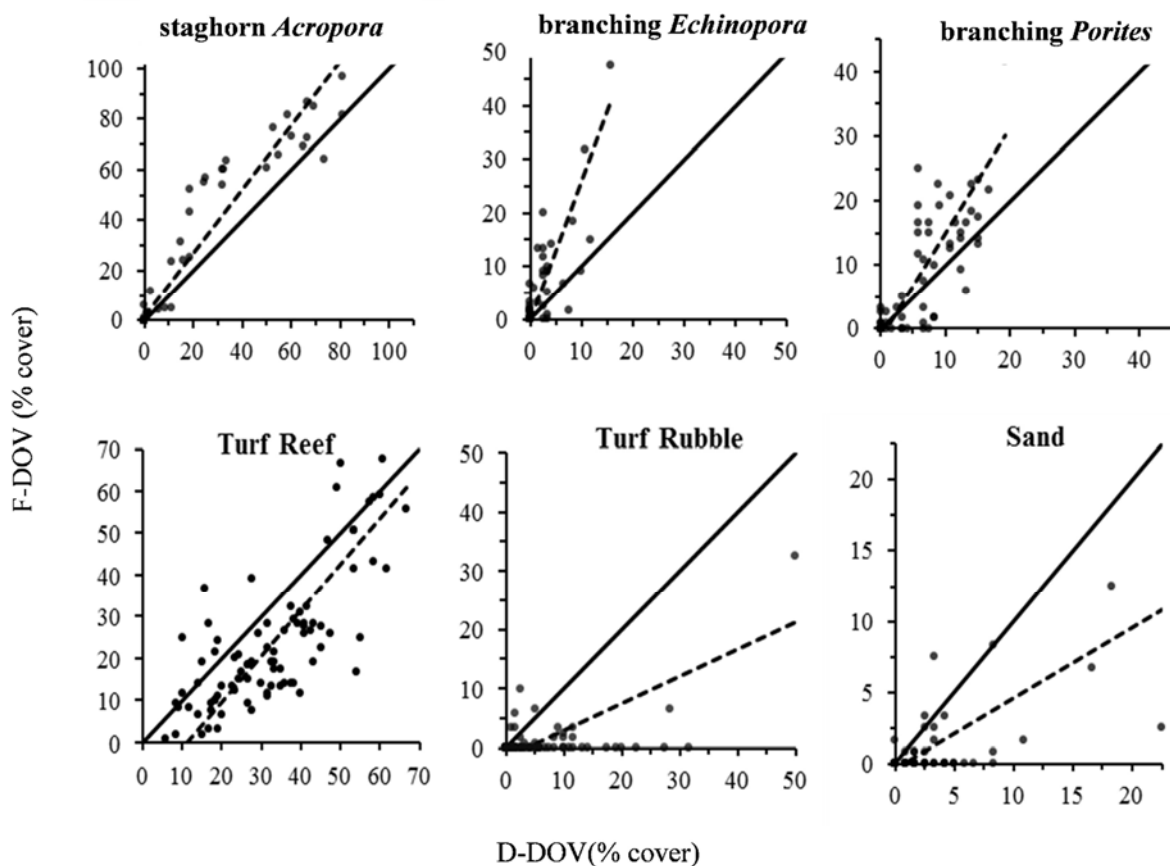 staghorn Acropora
branching Echinopora
branching Porites
100
80
60
40
20
0
0 20 40 60 80 100
50
40
30
20
10
0
0 10 20 30 40 50
40
30
20
10
0
0 10 20 30 40
F-DOV (% cover)
Turf Reef
Turf Rubble
Sand
70
60
50
40
30
20
10
0
0 10 20 30 40 50 60 70
50
40
30
20
10
0
0 10 20 30 40 50
20
15
10
5
0
0 5 10 15 20
D-DOV(% cover)